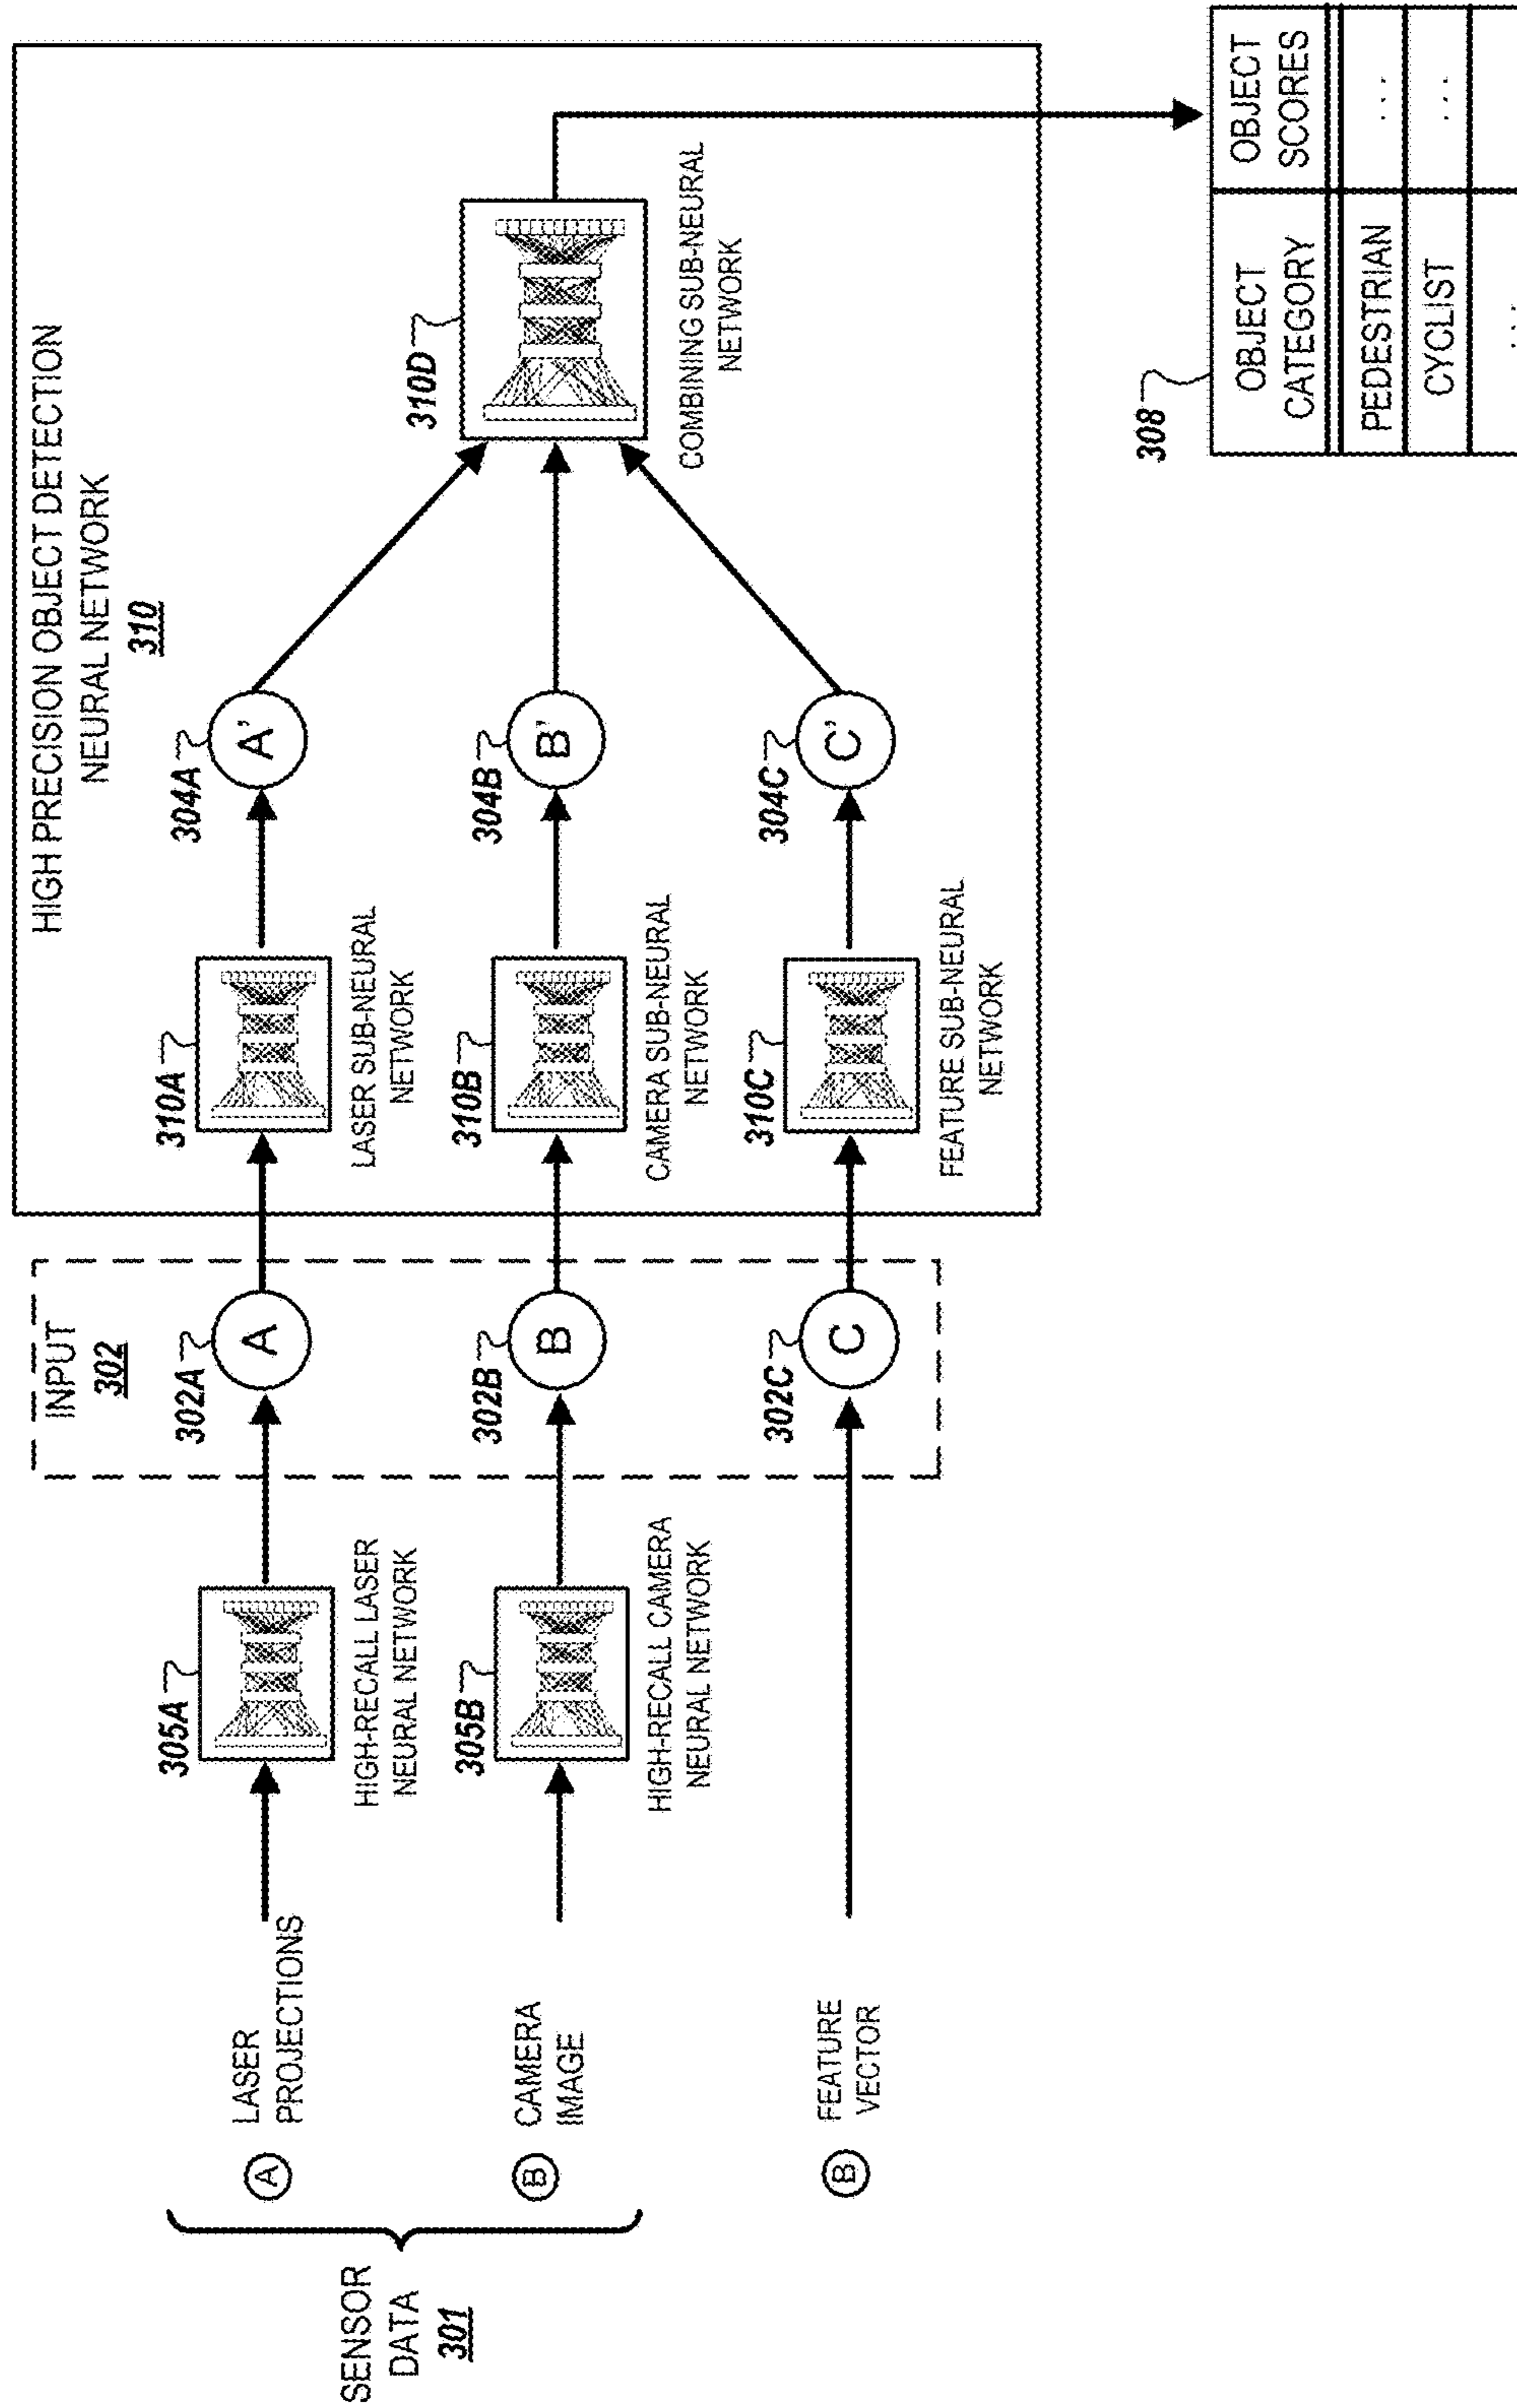 HIGH PRECISION OBJECT DETECTION
NEURAL NETWORK
310
INPUT
302
SENSOR
DATA
301
A
LASER
PROJECTIONS
305A
HIGH-RECALL LASER
NEURAL NETWORK
302A
A
310A
LASER SUB-NEURAL
NETWORK
304A
A'
B
CAMERA
IMAGE
305B
HIGH-RECALL CAMERA
NEURAL NETWORK
302B
B
310B
CAMERA SUB-NEURAL
NETWORK
304B
B'
310D
COMBINING SUB-NEURAL
NETWORK
B
FEATURE
VECTOR
302C
C
310C
FEATURE SUB-NEURAL
NETWORK
304C
C'
308
OBJECT
CATEGORY
OBJECT
SCORES
PEDESTRIAN
...
CYCLIST
...
...